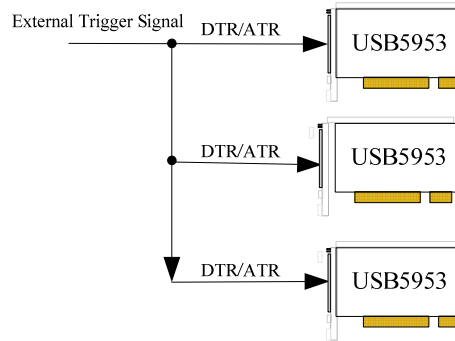 External Trigger Signal
DTR/ATR
USB5953
DTR/ATR
USB5953
DTR/ATR
USB5953